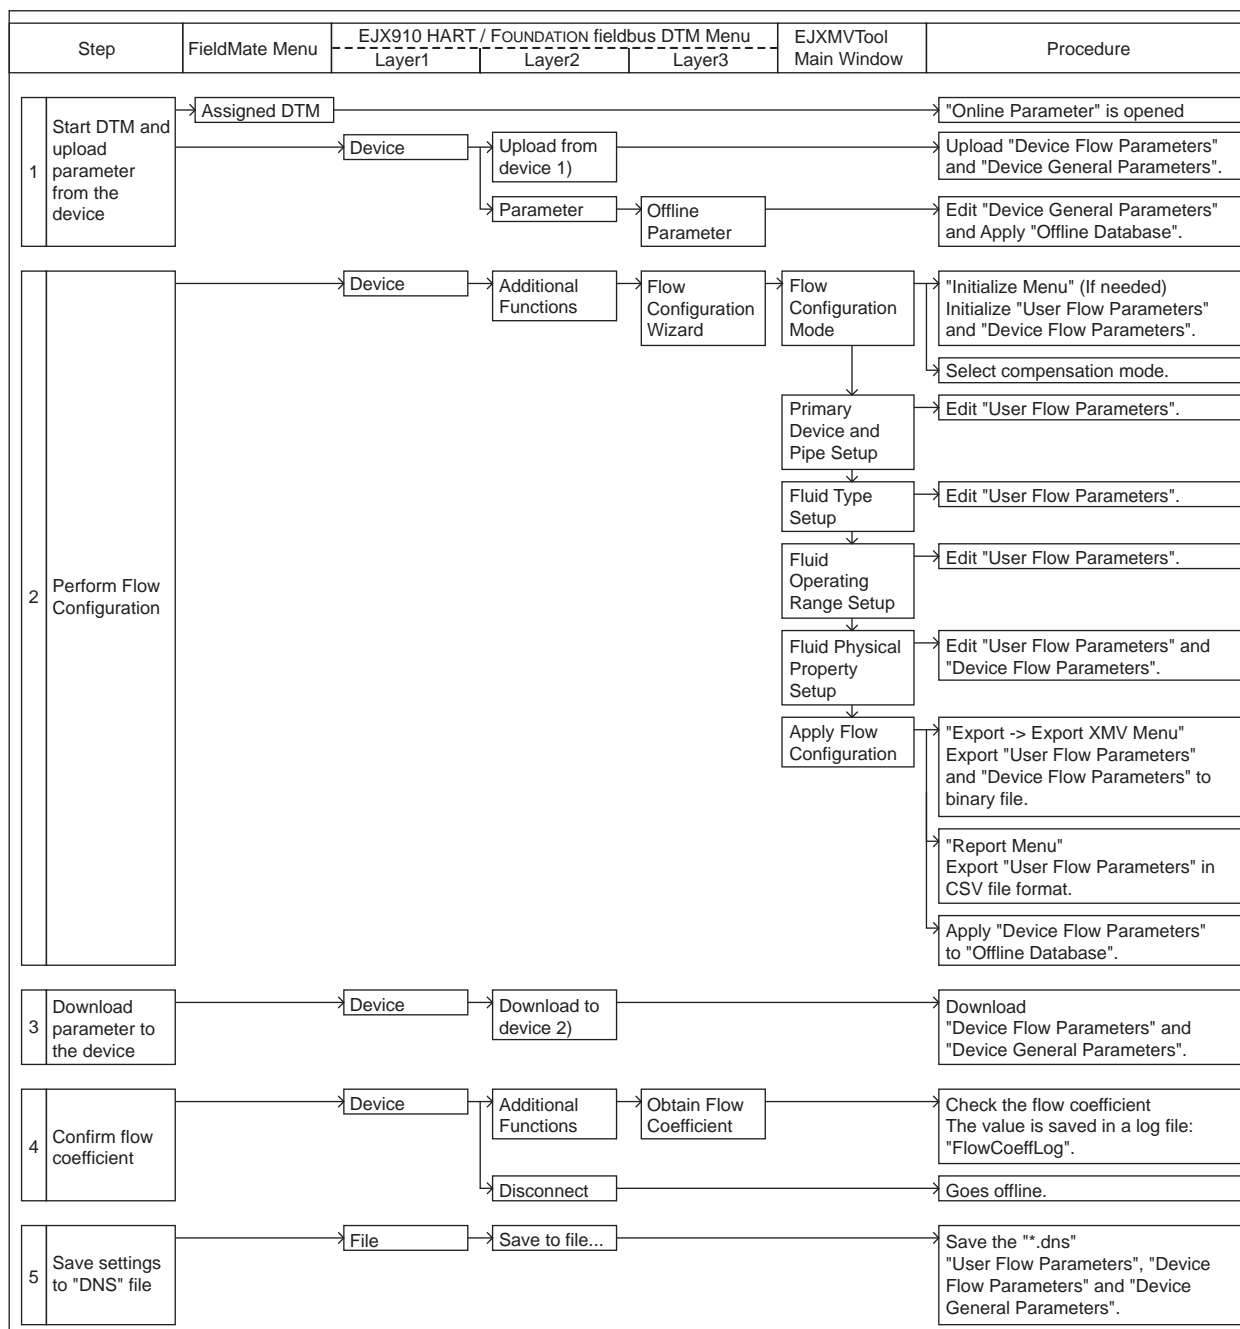 Step
FieldMate Menu
EJX910 HART / FOUNDATION fieldbus DTM Menu
Layer1
Layer2
Layer3
EJXMVTool
Main Window
Procedure
1
Start DTM and
upload
parameter
from the
device
Assigned DTM
"Online Parameter" is opened
Device
Upload from
device 1)
Upload "Device Flow Parameters"
and "Device General Parameters".
Parameter
Offline
Parameter
Edit "Device General Parameters"
and Apply "Offline Database".
2
Perform Flow
Configuration
Device
Additional
Functions
Flow
Configuration
Wizard
Flow
Configuration
Mode
"Initialize Menu" (If needed)
Initialize "User Flow Parameters"
and "Device Flow Parameters".
Select compensation mode.
Primary
Device and
Pipe Setup
Edit "User Flow Parameters".
Fluid Type
Setup
Edit "User Flow Parameters".
Fluid
Operating
Range Setup
Edit "User Flow Parameters".
Fluid Physical
Property
Setup
Edit "User Flow Parameters" and
"Device Flow Parameters".
Apply Flow
Configuration
"Export -> Export XMV Menu"
Export "User Flow Parameters"
and "Device Flow Parameters" to
binary file.
"Report Menu"
Export "User Flow Parameters" in
CSV file format.
Apply "Device Flow Parameters"
to "Offline Database".
3
Download
parameter to
the device
Device
Download to
device 2)
Download
"Device Flow Parameters" and
"Device General Parameters".
4
Confirm flow
coefficient
Device
Additional
Functions
Obtain Flow
Coefficient
Check the flow coefficient
The value is saved in a log file:
"FlowCoeffLog".
Disconnect
Goes offline.
5
Save settings
to "DNS" file
File
Save to file...
Save the "*.dns"
"User Flow Parameters", "Device
Flow Parameters" and "Device
General Parameters".